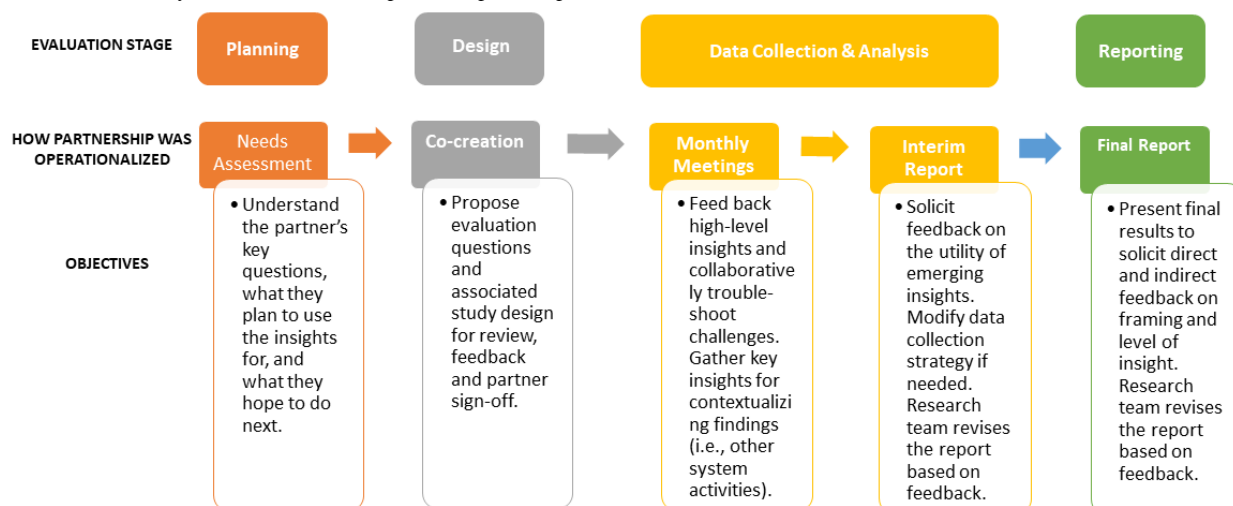 EVALUATION STAGE
Planning
Design
Data Collection & Analysis
Reporting
HOW PARTNERSHIP WAS
OPERATIONALIZED
Needs
Assessment
Co-creation
Monthly
Meetings
Interim
Report
Final Report
OBJECTIVES
• Understand
the partner's
key
questions,
what they
plan to use
the insights
for, and
what they
hope to do
next.
• Propose
evaluation
questions
and
associated
study design
for review,
feedback
and partner
sign-off.
• Feed back
high-level
insights and
collaborative
ly trouble-
shoot
challenges.
Gather key
insights for
contextualizi
ng findings
(i.e., other
system
activities).
• Solicit
feedback on
the utility of
emerging
insights.
Modify data
collection
strategy if
needed.
Research
team revises
the report
based on
feedback.
• Present final
results to
solicit direct
and indirect
feedback on
framing and
level of
insight.
Research
team revises
the report
based on
feedback.